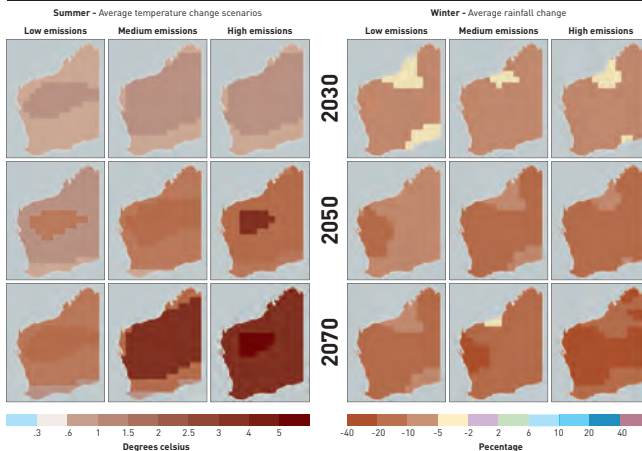 Summer - Average temperature change scenarios
Low emissions Medium emissions High emissions
Winter - Average rainfall change
Low emissions Medium emissions High emissions
2030
2050
2070
.3 .6 1 1.5 2 2.5 3 4 5
Degrees celsius
-40 -20 -10 -5 -2 2 6 10 20 40
Pecentage